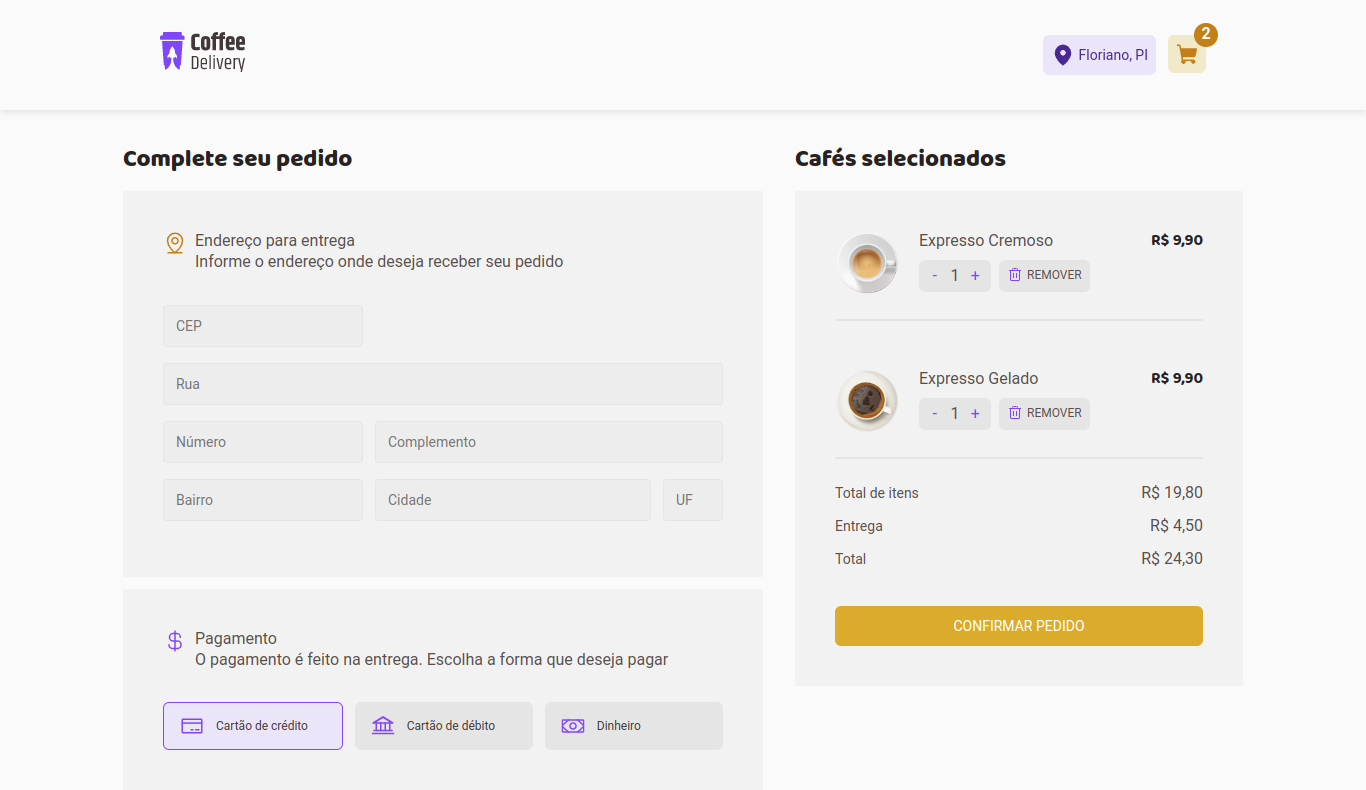 Coffee
Delivery
Floriano, PI
2
Complete seu pedido
Endereço para entrega
Informe o endereço onde deseja receber seu pedido
CEP
Rua
Número Complemento
Bairro Cidade UF
Pagamento
O pagamento é feito na entrega. Escolha a forma que deseja pagar
Cartão de crédito Cartão de débito Dinheiro
Cafés selecionados
Expresso Cremoso R$ 9,90
- 1 + REMOVER
Expresso Gelado R$ 9,90
- 1 + REMOVER
Total de itens R$ 19,80
Entrega R$ 4,50
Total R$ 24,30
CONFIRMAR PEDIDO